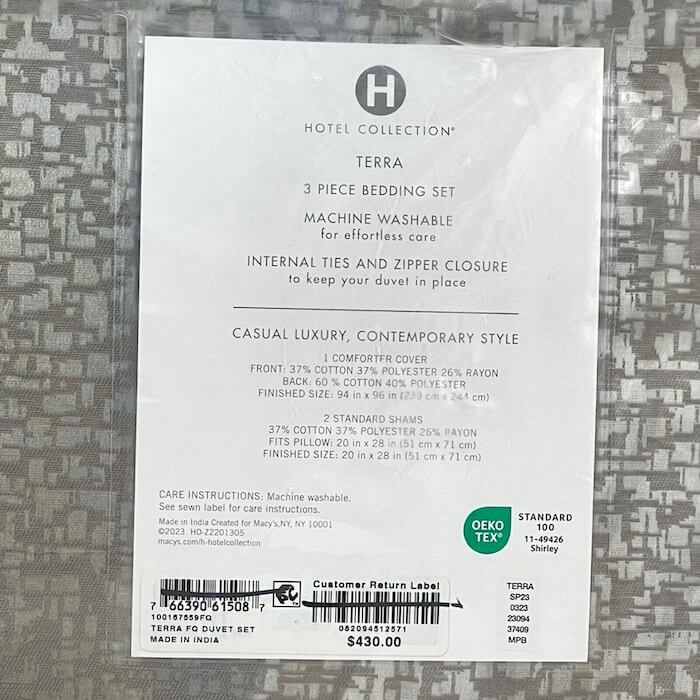 H
HOTEL COLLECTION®
TERRA
3 PIECE BEDDING SET
MACHINE WASHABLE
for effortless care
INTERNAL TIES AND ZIPPER CLOSURE
to keep your duvet in place
CASUAL LUXURY, CONTEMPORARY STYLE
1 COMFORTER COVER
FRONT: 37% COTTON 37% POLYESTER 26% RAYON
BACK: 60 % COTTON 40% POLYESTER
FINISHED SIZE: 94 in x 96 in (239 cm x 244 cm)
2 STANDARD SHAMS
37% COTTON 37% POLYESTER 26% RAYON
FITS PILLOW: 20 in x 28 in (51 cm x 71 cm)
FINISHED SIZE: 20 in x 28 in (51 cm x 71 cm)
CARE INSTRUCTIONS: Machine washable.
See sewn label for care instructions.
Made in India Created for Macy's,NY, NY 10001
©2023 HO-Z2201305
macys.com/h-hotelcollection
OEKO
TEX®
STANDARD
100
11-49426
Shirley
7 66390 61508 7
100167559FQ
TERRA FQ DUVET SET
MADE IN INDIA
Customer Return Label
082094512571
$430.00
TERRA
SP23
0323
23094
37409
MPB